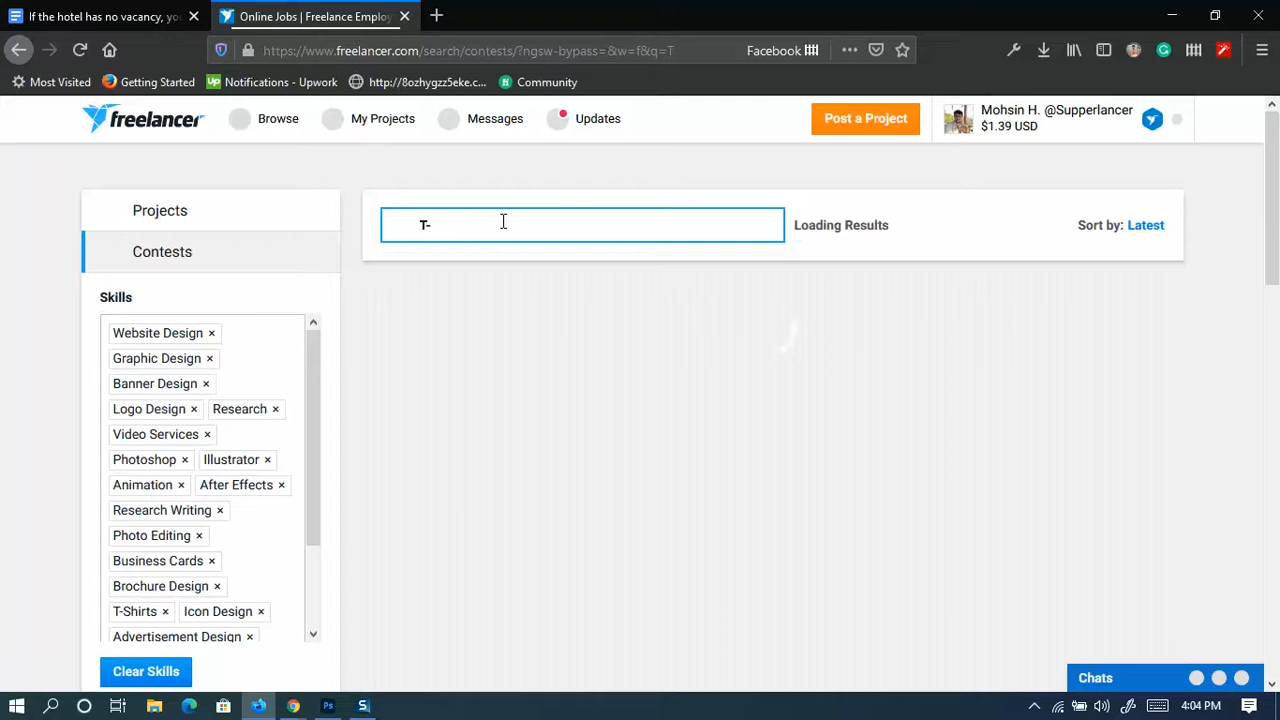 If the hotel has no vacancy, yo
Online Jobs | Freelance Employ
https://www.freelancer.com/search/contests/?ngsw-bypass=&w=f&q=T
Facebook
Most Visited
Getting Started
Notifications - Upwork
http://8ozhygzz5eke.c...
Community
freelancer
Browse
My Projects
Messages
Updates
Post a Project
Mohsin H. @Supperlancer
$1.39 USD
Projects
Contests
T-
Loading Results
Sort by: Latest
Skills
Website Design ×
Graphic Design ×
Banner Design ×
Logo Design × Research ×
Video Services ×
Photoshop × Illustrator ×
Animation × After Effects ×
Research Writing ×
Photo Editing ×
Business Cards ×
Brochure Design ×
T-Shirts × Icon Design ×
Advertisement Design ×
Clear Skills
Chats
4:04 PM